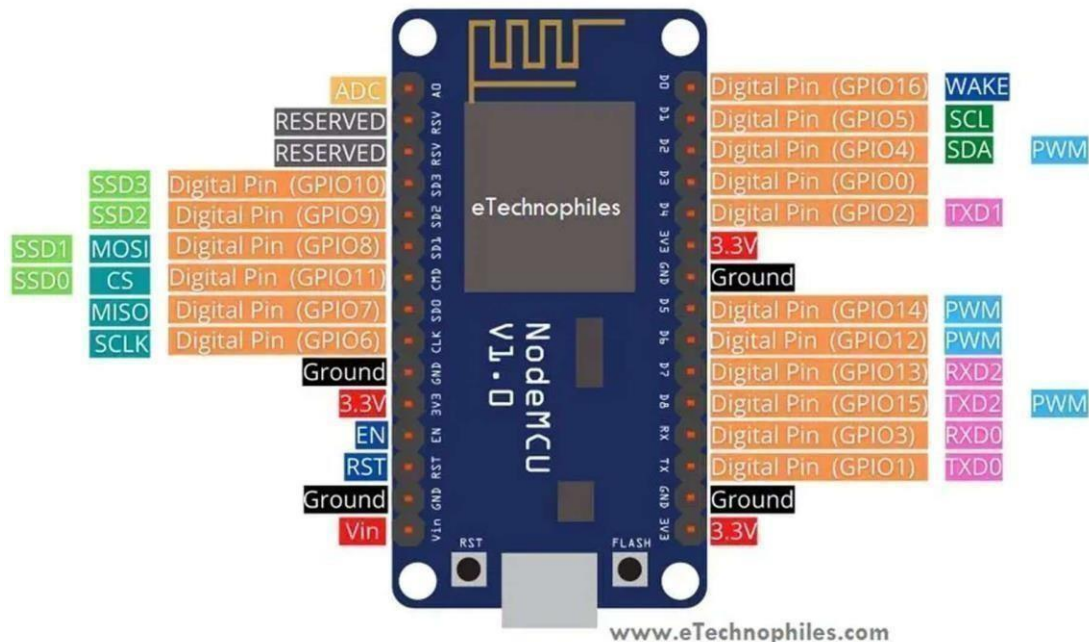 ADC A0 D0 Digital Pin (GPIO16) WAKE
RESERVED RSV D1 Digital Pin (GPIO5) SCL
RESERVED RSV D2 Digital Pin (GPIO4) SDA PWM
SSD3 Digital Pin (GPIO10) SD3 D3 Digital Pin (GPIO0)
SSD2 Digital Pin (GPIO9) SD2 eTechnophiles D4 Digital Pin (GPIO2) TXD1
SSD1 MOSI Digital Pin (GPIO8) SD1 3V3 3.3V
SSD0 CS Digital Pin (GPIO11) CMD GND Ground
MISO Digital Pin (GPIO7) SD0 D5 Digital Pin (GPIO14) PWM
SCLK Digital Pin (GPIO6) CLK D6 Digital Pin (GPIO12) PWM
Ground GND D7 Digital Pin (GPIO13) RXD2
3.3V 3V3 D8 Digital Pin (GPIO15) TXD2 PWM
EN EN RX Digital Pin (GPIO3) RXD0
RST RST TX Digital Pin (GPIO1) TXD0
Ground GND GND Ground
Vin Vin 3V3 3.3V
NodeMCU
V1.0
RST FLASH
www.eTechnophiles.com